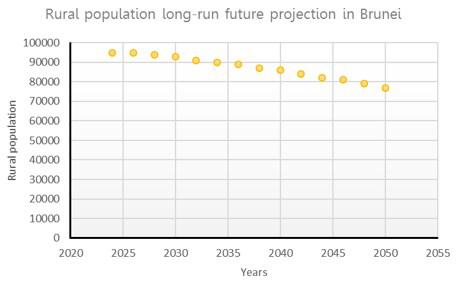 Rural population long-run future projection in Brunei
100000
90000
80000
70000
60000
50000
40000
30000
20000
10000
0
Rural population
2020 2025 2030 2035 2040 2045 2050 2055
Years